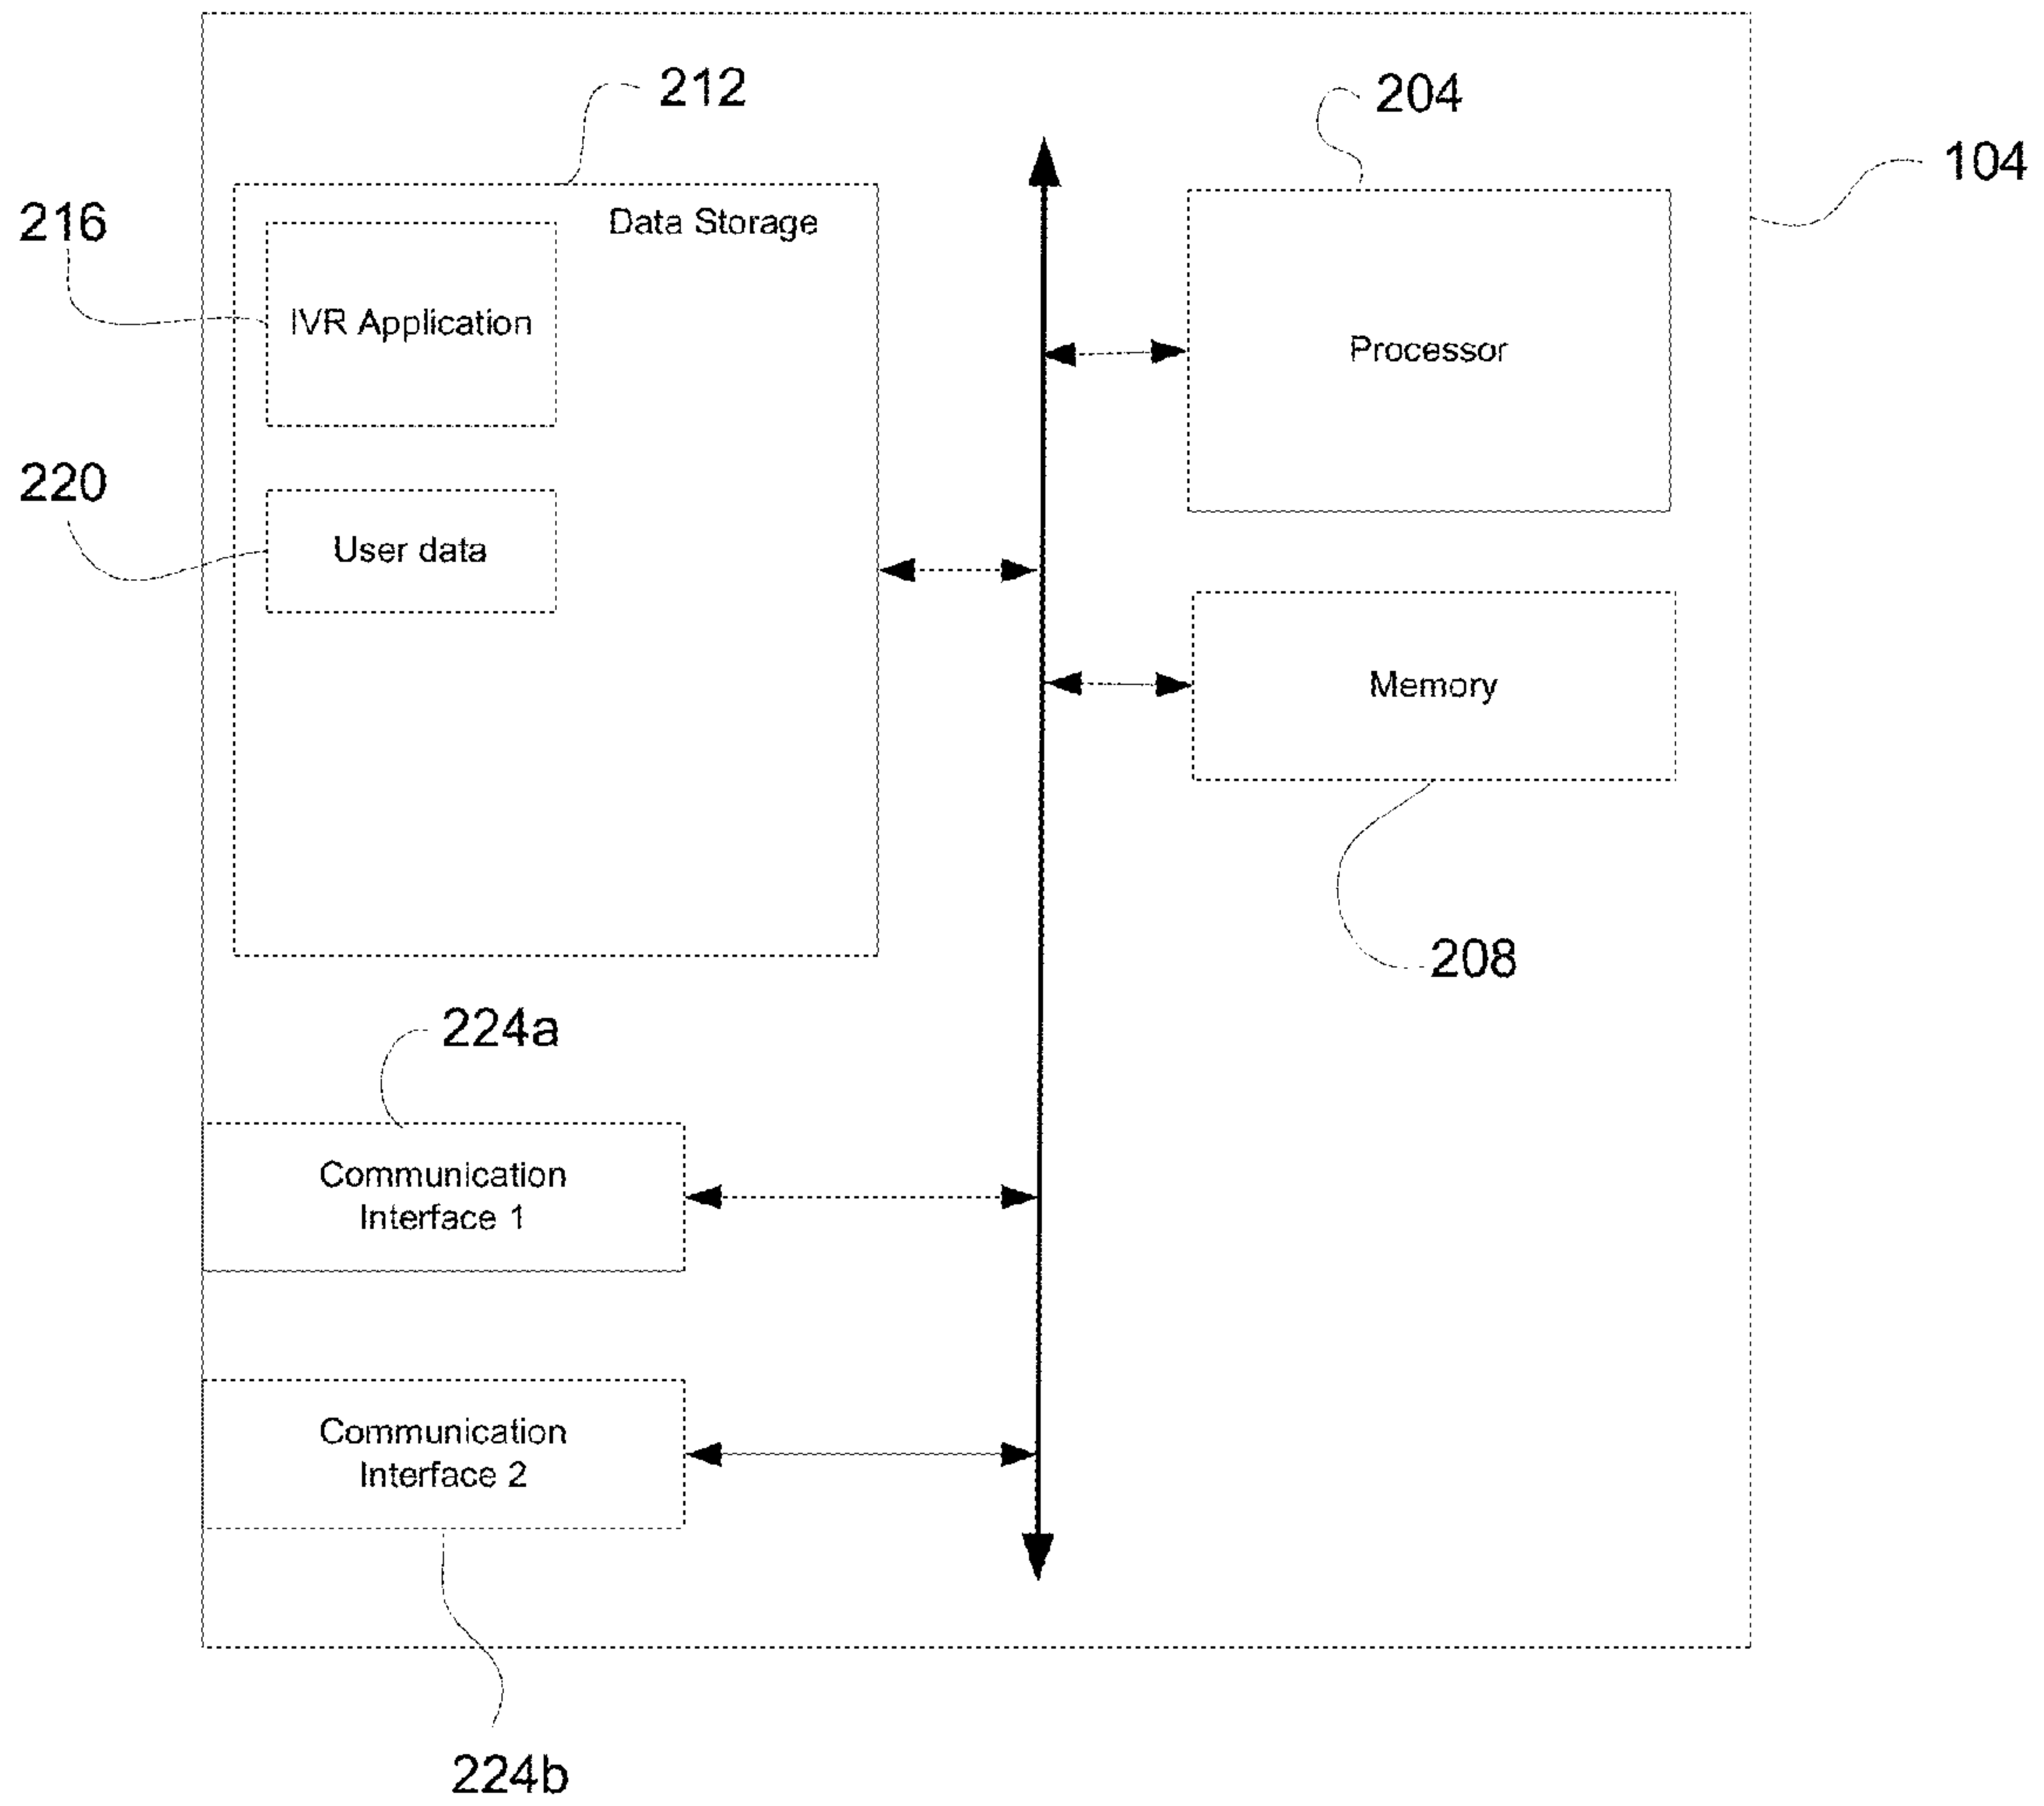 212
204
104
216
Data Storage
IVR Application
Processor
220
User data
Memory
208
224a
Communication
Interface 1
Communication
Interface 2
224b